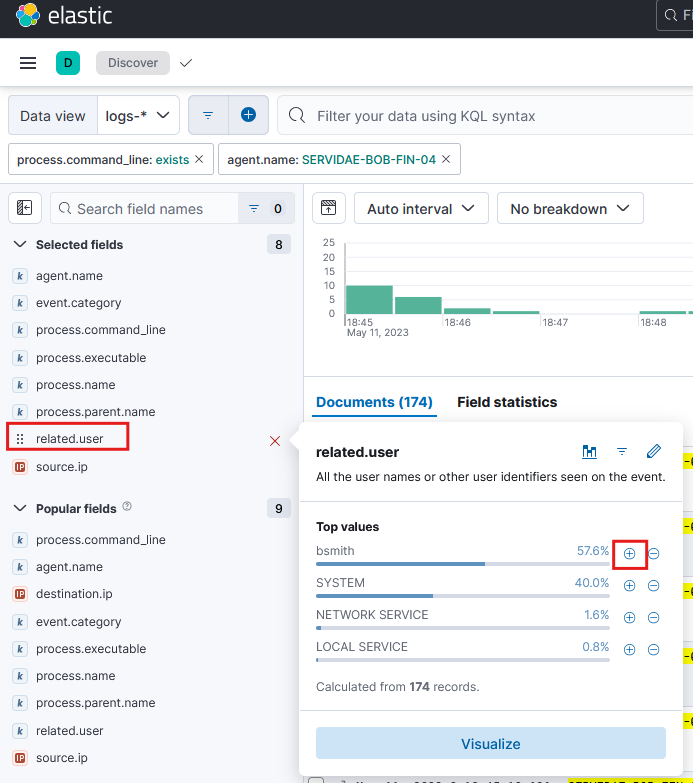 elastic
Fi
D Discover
Data view logs-* Filter your data using KQL syntax
process.command_line: exists × agent.name: SERVIDAE-BOB-FIN-04 ×
Search field names 0
Auto interval No breakdown
Selected fields 8
agent.name
event.category
process.command_line
process.executable
process.name
process.parent.name
related.user
source.ip
Popular fields 9
process.command_line
agent.name
destination.ip
event.category
process.executable
process.name
process.parent.name
related.user
source.ip
25
20
15
10
5
0
18:45 18:46 18:47 18:48
May 11, 2023
Documents (174) Field statistics
related.user
All the user names or other user identifiers seen on the event.
Top values
bsmith 57.6%
SYSTEM 40.0%
NETWORK SERVICE 1.6%
LOCAL SERVICE 0.8%
Calculated from 174 records.
Visualize